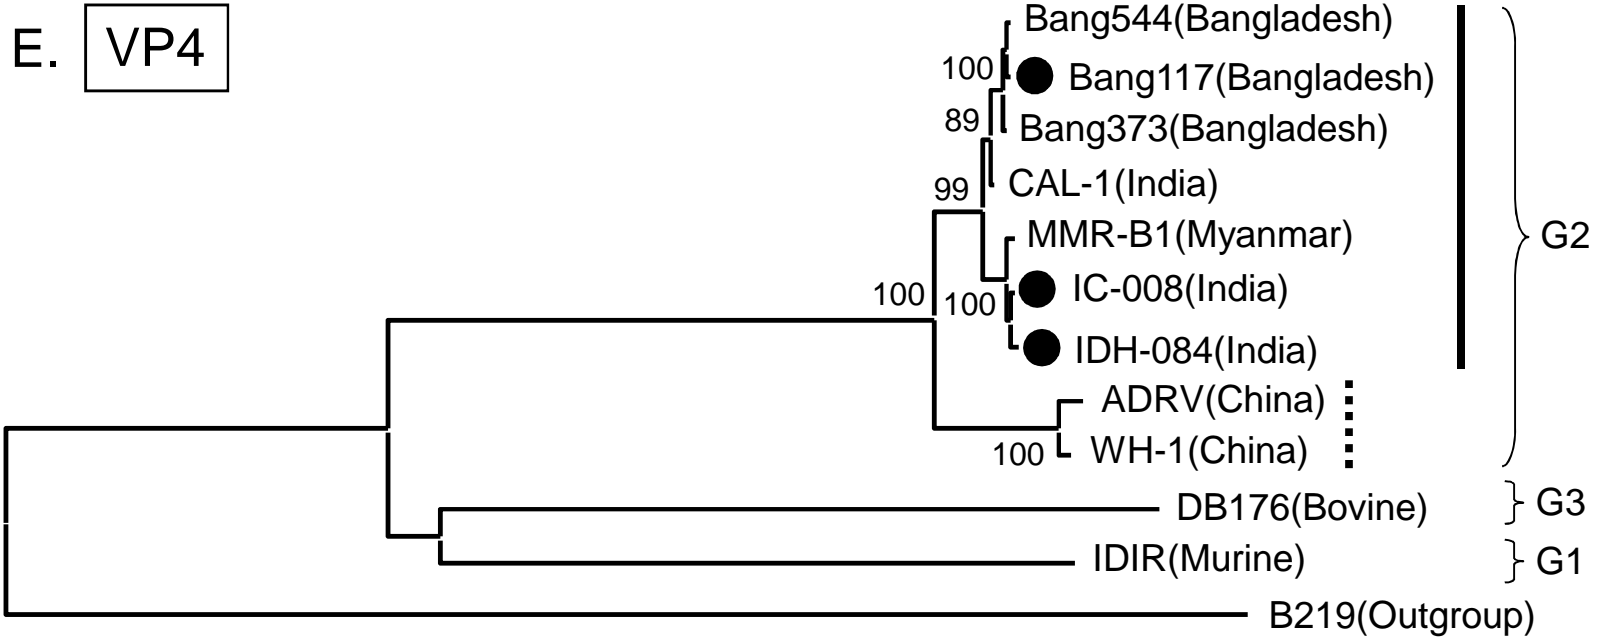 E. VP4
Bang544(Bangladesh)
100 Bang117(Bangladesh)
89
Bang373(Bangladesh)
CAL-1(India)
99
MMR-B1(Myanmar)
G2
100 100 IC-008(India)
IDH-084(India)
ADRV(China)
100 WH-1(China)
DB176(Bovine) G3
IDIR(Murine) G1
B219(Outgroup)